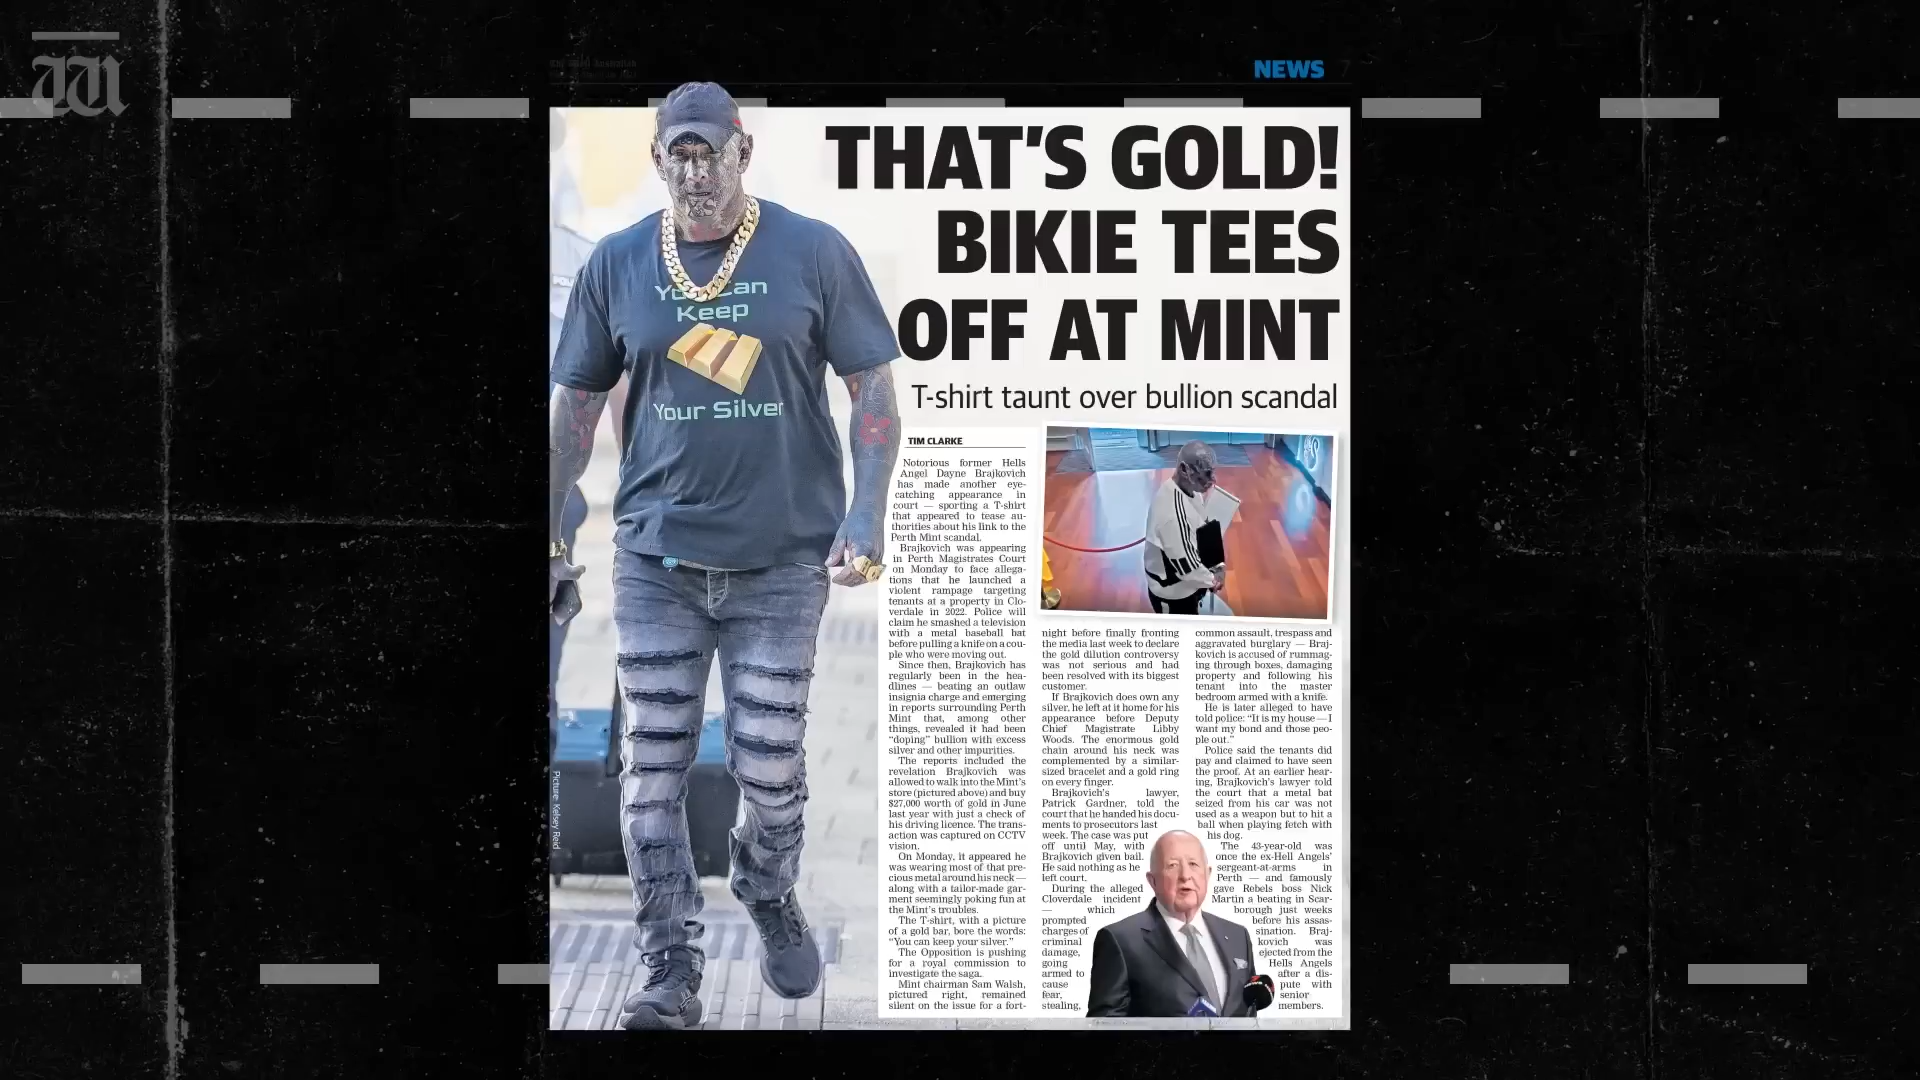 NEWS
7
THAT'S GOLD!
BIKIE TEES
OFF AT MINT
T-shirt taunt over bullion scandal
You Can
Keep
Your Silver
Picture: Kelsey Reid
TIM CLARKE
Notorious former Hells
Angel Dayne Brajkovich
has made another eye-
catching appearance in
court — sporting a T-shirt
that appeared to tease au-
thorities about his link to the
Perth Mint scandal.
Brajkovich was appearing
in Perth Magistrates Court
on Monday to face allega-
tions that he launched a
violent rampage targeting
tenants at a property in Clo-
verdale in 2022. Police will
claim he smashed a television
with a metal baseball bat
before pulling a knife on a cou-
ple who were moving out.
Since then, Brajkovich has
regularly been in the hea-
dlines — beating an outlaw
insignia charge and emerging
in reports surrounding Perth
Mint that, among other
things, revealed it had been
"doping" bullion with excess
silver and other impurities.
The reports included the
revelation Brajkovich was
allowed to walk into the Mint's
store (pictured above) and buy
$27,000 worth of gold in June
last year with just a check of
his driving licence. The trans-
action was captured on CCTV
vision.
On Monday, it appeared he
was wearing most of that pre-
cious metal around his neck —
along with a tailor-made gar-
ment seemingly poking fun at
the Mint's troubles.
The T-shirt, with a picture
of a gold bar, bore the words:
"You can keep your silver."
The Opposition is pushing
for a royal commission to
investigate the saga.
Mint chairman Sam Walsh,
pictured right, remained
silent on the issue for a fort-
night before finally fronting
the media last week to declare
the gold dilution controversy
was not serious and had
been resolved with its biggest
customer.
If Brajkovich does own any
silver, he left at it home for his
appearance before Deputy
Chief Magistrate Libby
Woods. The enormous gold
chain around his neck was
complemented by a similar-
sized bracelet and a gold ring
on every finger.
Brajkovich's lawyer,
Patrick Gardner, told the
court that he handed his docu-
ments to prosecutors last
week. The case was put
off until May, with
Brajkovich given bail.
He said nothing as he
left court.
During the alleged
Cloverdale incident
— which
prompted
charges of
criminal
damage,
going
armed to
cause
fear,
stealing,
common assault, trespass and
aggravated burglary — Braj-
kovich is accused of rummag-
ing through boxes, damaging
property and following his
tenant into the master
bedroom armed with a knife.
He is later alleged to have
told police: "It is my house — I
want my bond and those peo-
ple out."
Police said the tenants did
pay and claimed to have seen
the proof. At an earlier hear-
ing, Brajkovich's lawyer told
the court that a metal bat
seized from his car was not
used as a weapon but to hit a
ball when playing fetch with
his dog.
The 43-year-old was
once the ex-Hell Angels'
sergeant-at-arms in
Perth — and famously
gave Rebels boss Nick
Martin a beating in Scar-
borough just weeks
before his assas-
sination. Braj-
kovich was
ejected from the
Hells Angels
after a dis-
pute with
senior
members.